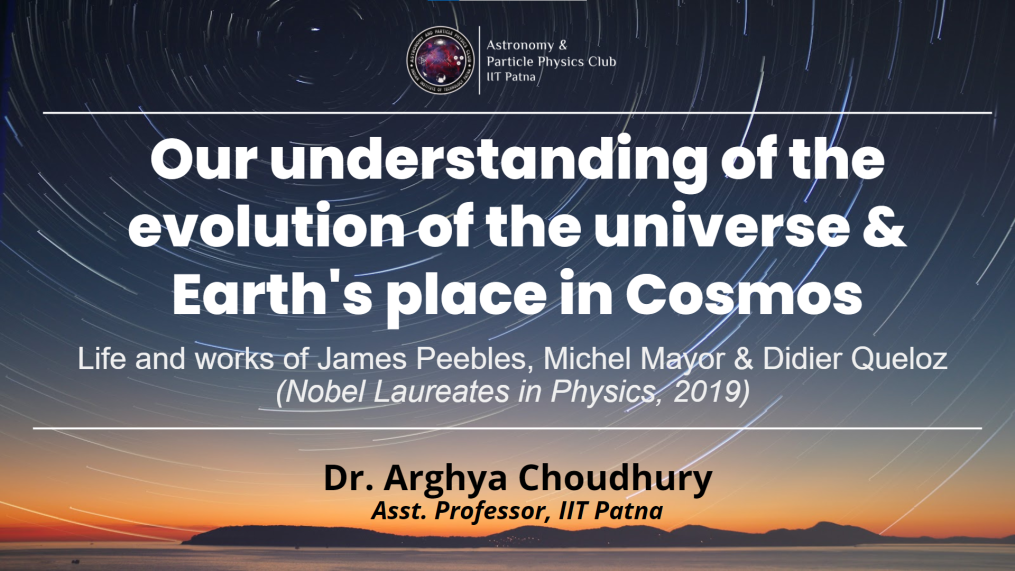 Astronomy &
Particle Physics Club
IIT Patna
Our understanding of the
evolution of the universe &
Earth's place in Cosmos
Life and works of James Peebles, Michel Mayor & Didier Queloz
(Nobel Laureates in Physics, 2019)
Dr. Arghya Choudhury
Asst. Professor, IIT Patna